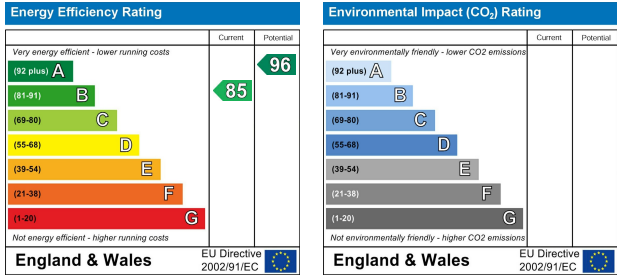 Energy Efficiency Rating
Current Potential
Very energy efficient - lower running costs
(92 plus) A
(81-91) B
(69-80) C
(55-68) D
(39-54) E
(21-38) F
(1-20) G
85
96
Not energy efficient - higher running costs
England & Wales
EU Directive
2002/91/EC
Environmental Impact (CO2) Rating
Current Potential
Very environmentally friendly - lower CO2 emissions
(92 plus) A
(81-91) B
(69-80) C
(55-68) D
(39-54) E
(21-38) F
(1-20) G
Not environmentally friendly - higher CO2 emissions
England & Wales
EU Directive
2002/91/EC